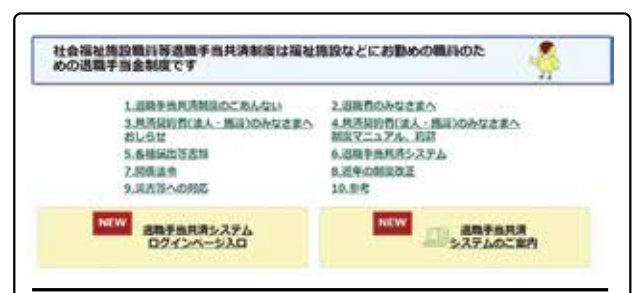 社会福祉施設職員等退職手当共済制度は福祉施設などにお勤めの職員のた
めの退職手当金制度です
1.退職手当共済制度のごあんない
2.退職者のみなさまへ
3.共済契約者(法人・施設)のみなさまへ
おしらせ
4.共済契約者(法人・施設)のみなさまへ
制度マニュアル、約款
5.各種届出等書類
6.退職手当共済システム
7.関係法令
8.近年の制度改正
9.災害等への対応
10.参考
NEW
退職手当共済システム
ログインページ入口
NEW
退職手当共済
システムのご案内